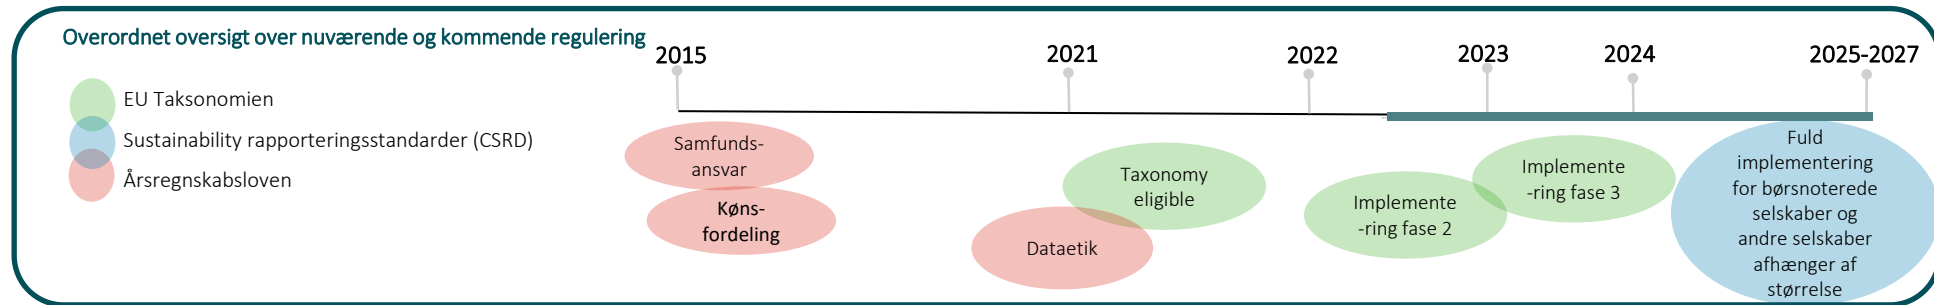 Overordnet oversigt over nuværende og kommende regulering
EU Taksonomien
Sustainability rapporteringsstandarder (CSRD)
Årsregnskabsloven
2015
2021
2022
2023
2024
2025-2027
Samfunds-
ansvar
Køns-
fordeling
Dataetik
Taxonomy
eligible
Implemente
-ring fase 2
Implemente
-ring fase 3
Fuld
implementering
for børsnoterede
selskaber og
andre selskaber
afhænger af
størrelse